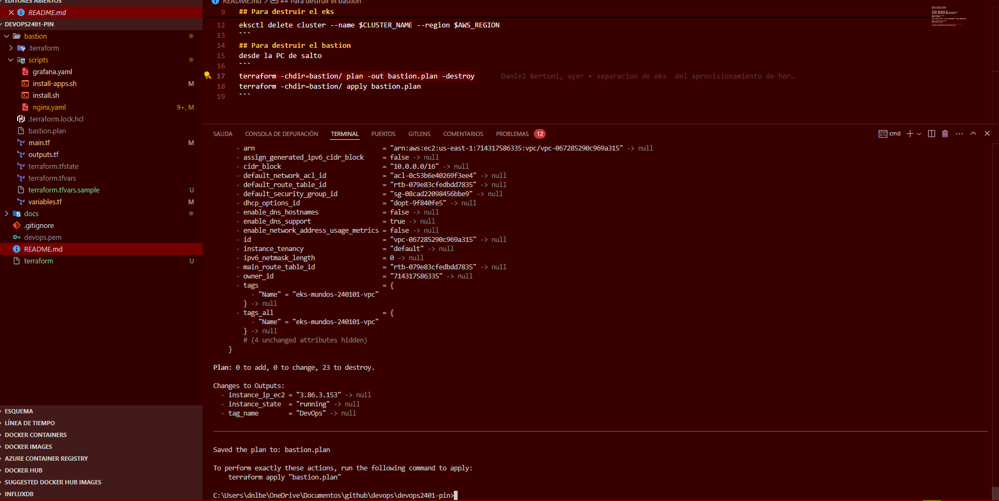 EDITORES ABIERTOS
README.md
DEVOPS2401-PIN
bastion
.terraform
scripts
grafana.yaml
install-apps.sh M
install.sh
nginx.yaml 9+, M
.terraform.lock.hcl
bastion.plan
main.tf M
outputs.tf
terraform.tfstate
terraform.tfvars
terraform.tfvars.sample U
variables.tf M
docs
.gitignore
devops.pem
README.md
terraform U
ESQUEMA
LÍNEA DE TIEMPO
DOCKER CONTAINERS
DOCKER IMAGES
AZURE CONTAINER REGISTRY
DOCKER HUB
SUGGESTED DOCKER HUB IMAGES
INFLUXDB
README.md > ## Para destruir el bastion
9 ## Para destruir el eks
12 eksctl delete cluster --name $CLUSTER_NAME --region $AWS_REGION
13 ```
14 ## Para destruir el bastion
15 desde la PC de salto
16 ```
17 terraform -chdir=bastion/ plan -out bastion.plan -destroy Daniel Bertoni, ayer • separacion de eks  del aprovisionamiento de her…
18 terraform -chdir=bastion/ apply bastion.plan
19 ```
SALIDA CONSOLA DE DEPURACIÓN TERMINAL PUERTOS GITLENS COMENTARIOS PROBLEMAS 12 cmd
- arn = "arn:aws:ec2:us-east-1:714317586335:vpc/vpc-067285290c969a315" -> null
- assign_generated_ipv6_cidr_block = false -> null
- cidr_block = "10.0.0.0/16" -> null
- default_network_acl_id = "acl-0c53b6e40269f3ee4" -> null
- default_route_table_id = "rtb-079e83cfedbdd7835" -> null
- default_security_group_id = "sg-08cad22098456bbe9" -> null
- dhcp_options_id = "dopt-9f840fe5" -> null
- enable_dns_hostnames = false -> null
- enable_dns_support = true -> null
- enable_network_address_usage_metrics = false -> null
- id = "vpc-067285290c969a315" -> null
- instance_tenancy = "default" -> null
- ipv6_netmask_length = 0 -> null
- main_route_table_id = "rtb-079e83cfedbdd7835" -> null
- owner_id = "714317586335" -> null
- tags = {
- "Name" = "eks-mundos-240101-vpc"
} -> null
- tags_all = {
- "Name" = "eks-mundos-240101-vpc"
} -> null
# (4 unchanged attributes hidden)
}
Plan: 0 to add, 0 to change, 23 to destroy.
Changes to Outputs:
- instance_ip_ec2 = "3.86.3.153" -> null
- instance_state = "running" -> null
- tag_name = "DevOps" -> null
Saved the plan to: bastion.plan
To perform exactly these actions, run the following command to apply:
terraform apply "bastion.plan"
C:\Users\dnlbe\OneDrive\Documentos\github\devops\devops2401-pin>